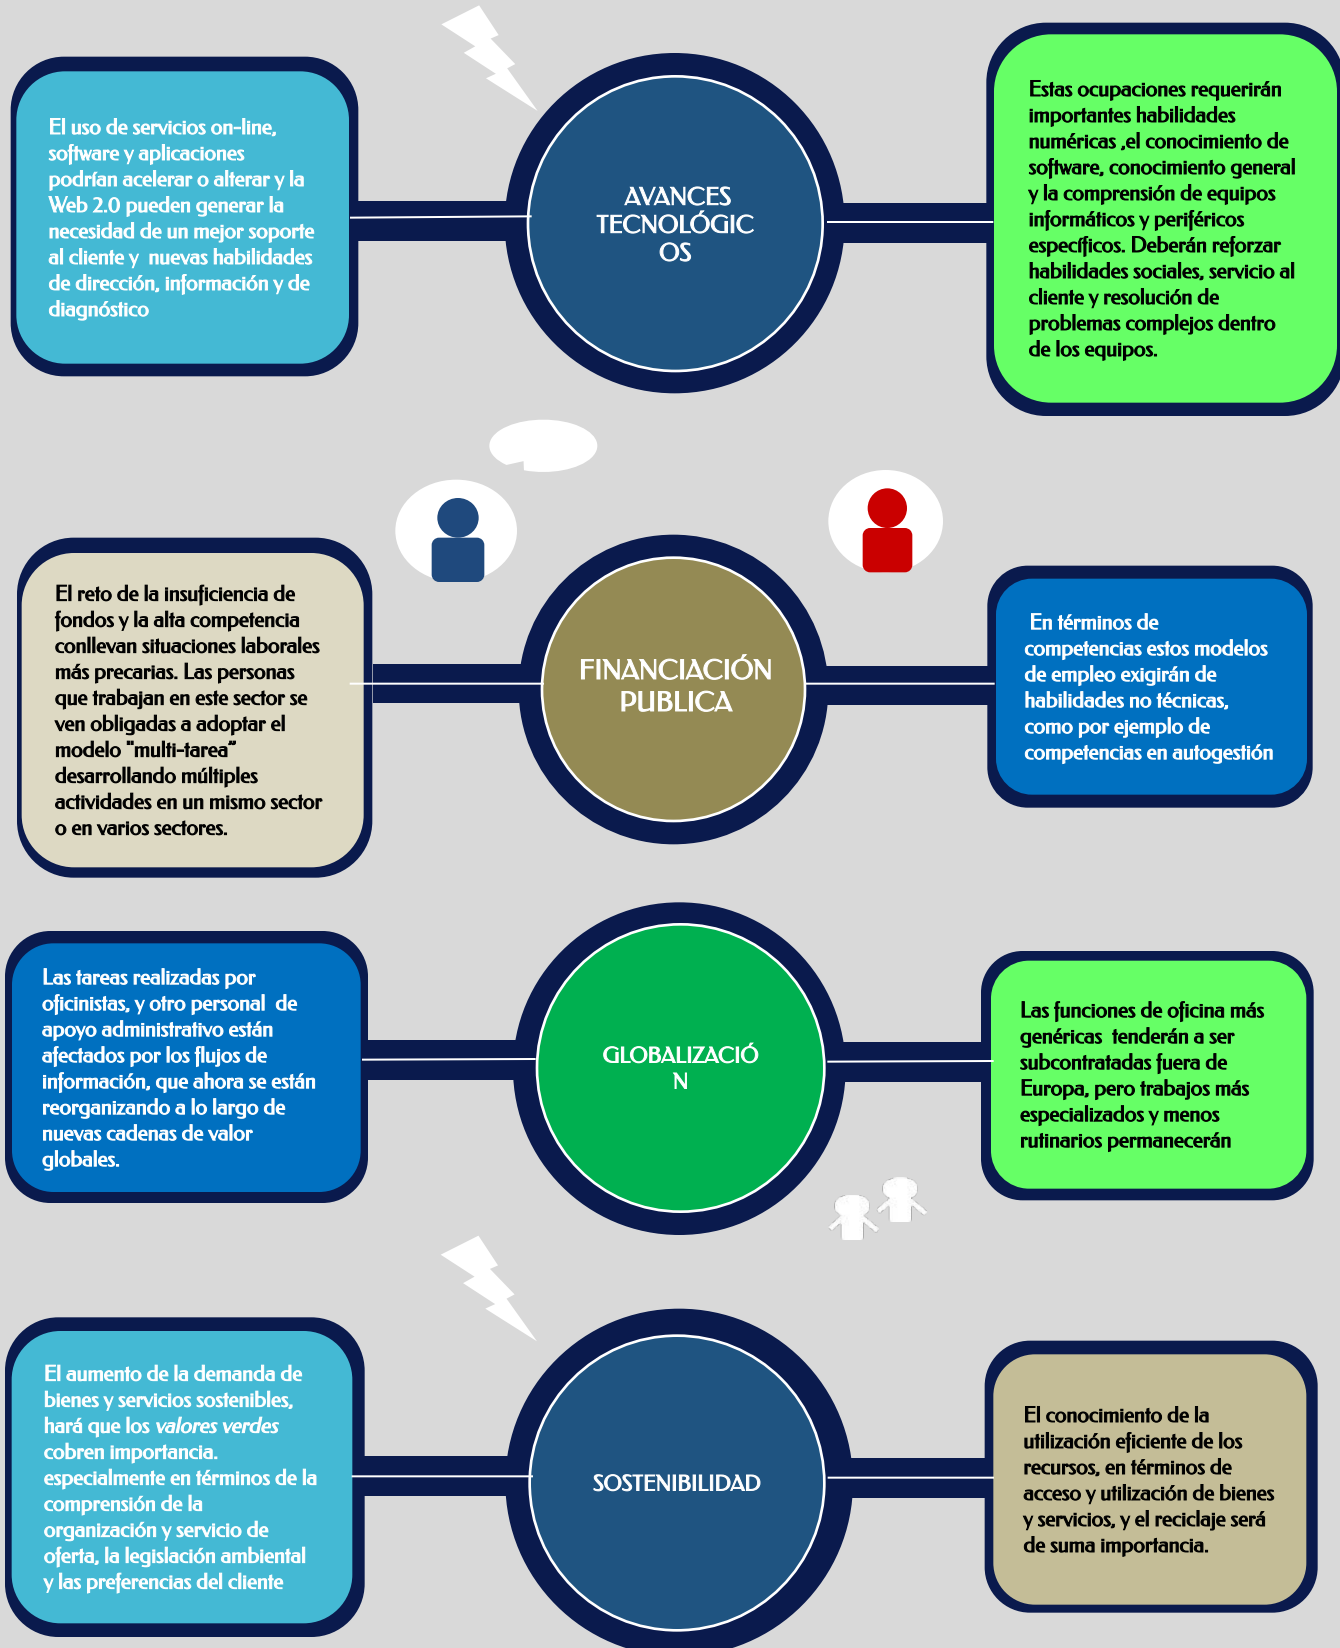 El uso de servicios on-line,
software y aplicaciones
podrían acelerar o alterar y la
Web 2.0 pueden generar la
necesidad de un mejor soporte
al cliente y  nuevas habilidades
de dirección, información y de
diagnóstico
AVANCES
TECNOLÓGIC
OS
Estas ocupaciones requerirán
importantes habilidades
numéricas ,el conocimiento de
software, conocimiento general
y la comprensión de equipos
informáticos y periféricos
específicos. Deberán reforzar
habilidades sociales, servicio al
cliente y resolución de
problemas complejos dentro
de los equipos.
El reto de la insuficiencia de
fondos y la alta competencia
conllevan situaciones laborales
más precarias. Las personas
que trabajan en este sector se
ven obligadas a adoptar el
modelo "multi-tarea”
desarrollando múltiples
actividades en un mismo sector
o en varios sectores.
FINANCIACIÓN
PUBLICA
En términos de
competencias estos modelos
de empleo exigirán de
habilidades no técnicas,
como por ejemplo de
competencias en autogestión
Las tareas realizadas por
oficinistas, y otro personal  de
apoyo administrativo están
afectados por los flujos de
información, que ahora se están
reorganizando a lo largo de
nuevas cadenas de valor
globales.
GLOBALIZACIÓ
N
Las funciones de oficina más
genéricas  tenderán a ser
subcontratadas fuera de
Europa, pero trabajos más
especializados y menos
rutinarios permanecerán
El aumento de la demanda de
bienes y servicios sostenibles,
hará que los valores verdes
cobren importancia.
especialmente en términos de la
comprensión de la
organización y servicio de
oferta, la legislación ambiental
y las preferencias del cliente
SOSTENIBILIDAD
El conocimiento de la
utilización eficiente de los
recursos, en términos de
acceso y utilización de bienes
y servicios, y el reciclaje será
de suma importancia.